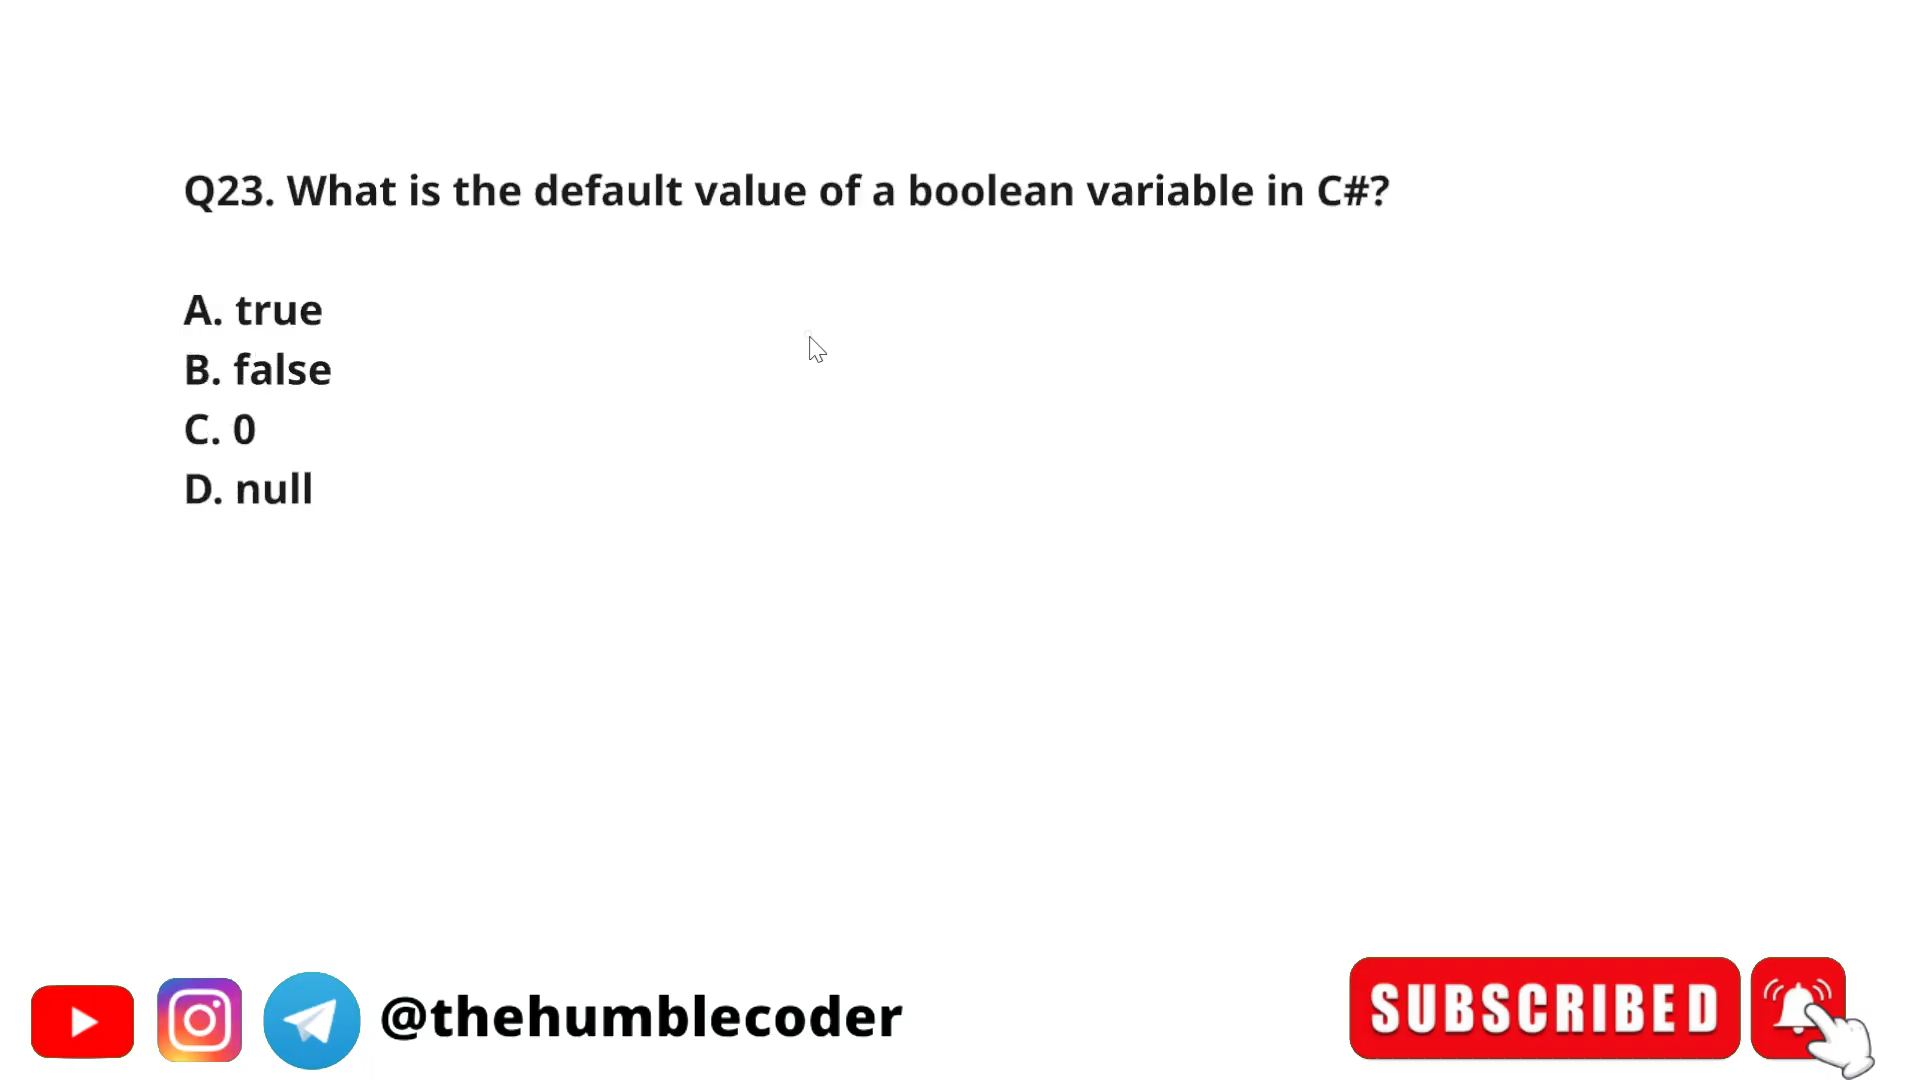 Q23. What is the default value of a boolean variable in C#?
A. true
B. false
C. 0
D. null
@thehumblecoder
SUBSCRIBED